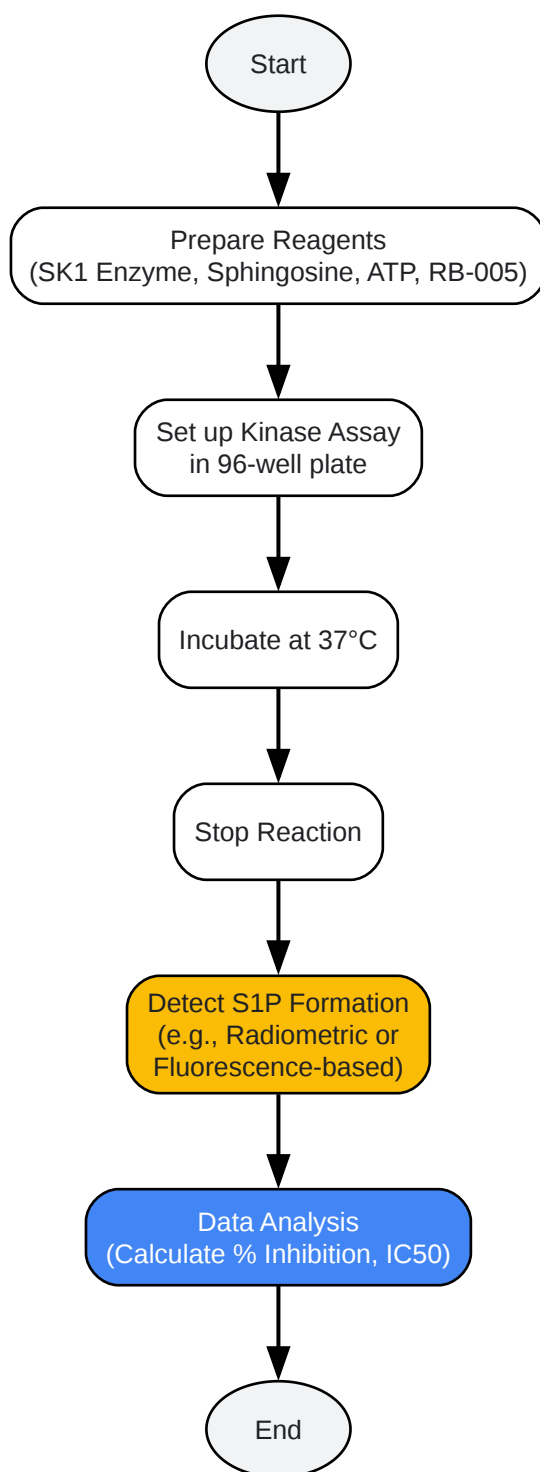 Start
Prepare Reagents
(SK1 Enzyme, Sphingosine, ATP, RB-005)
Set up Kinase Assay
in 96-well plate
Incubate at 37°C
Stop Reaction
Detect S1P Formation
(e.g., Radiometric or
Fluorescence-based)
Data Analysis
(Calculate % Inhibition, IC50)
End